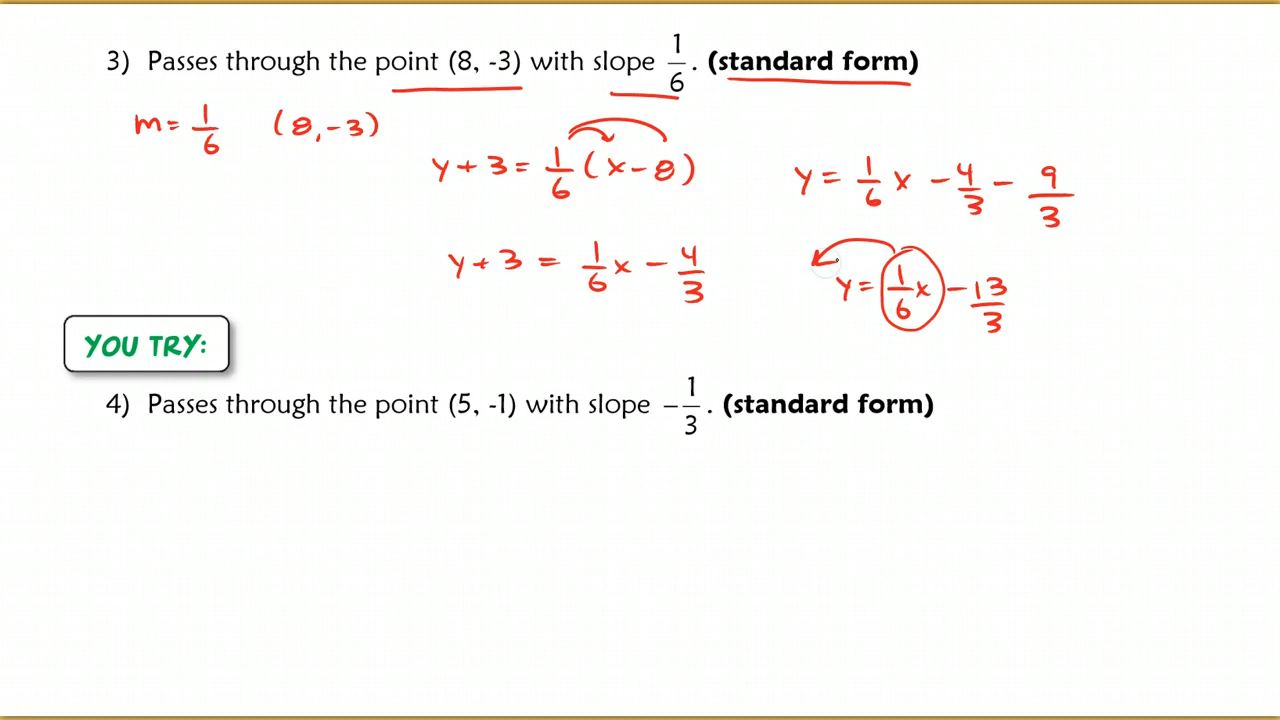 3) Passes through the point (8, -3) with slope 1/6. (standard form)
m = 1/6 (8, -3)
y + 3 = 1/6 (x - 8)
y = 1/6 x - 4/3 - 9/3
y + 3 = 1/6 x - 4/3
y = 1/6 x - 13/3
YOU TRY:
4) Passes through the point (5, -1) with slope -1/3. (standard form)